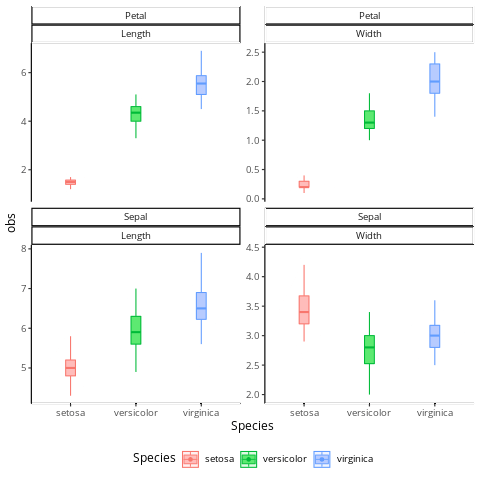 Petal
Petal
Length
Width
6
4
2
2.5
2.0
1.5
1.0
0.5
0.0
obs
Sepal
Sepal
Length
Width
8
7
6
5
4.5
4.0
3.5
3.0
2.5
2.0
setosa versicolor virginica
setosa versicolor virginica
Species
Species setosa versicolor virginica